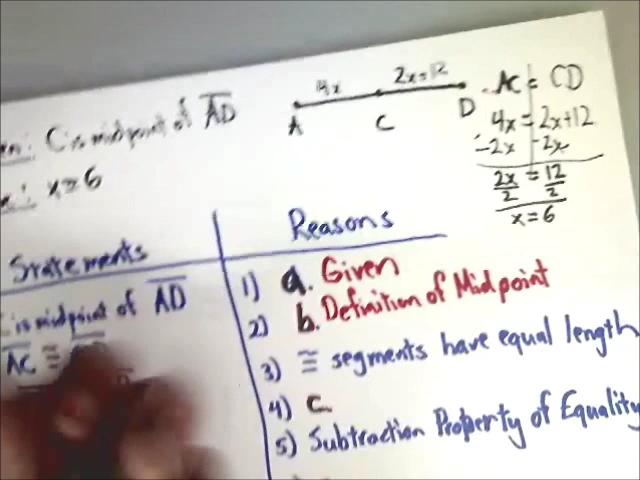 4x 2x=12
A C D
AC = CD
4x = 2x+12
-2x -2x
2x = 12
2 2
x=6
C is midpoint of AD
x=6
Statements Reasons
is midpoint of AD
AC ≅
1) a. Given
2) b. Definition of Midpoint
3) ≅ segments have equal length
4) c
5) Subtraction Property of Equality